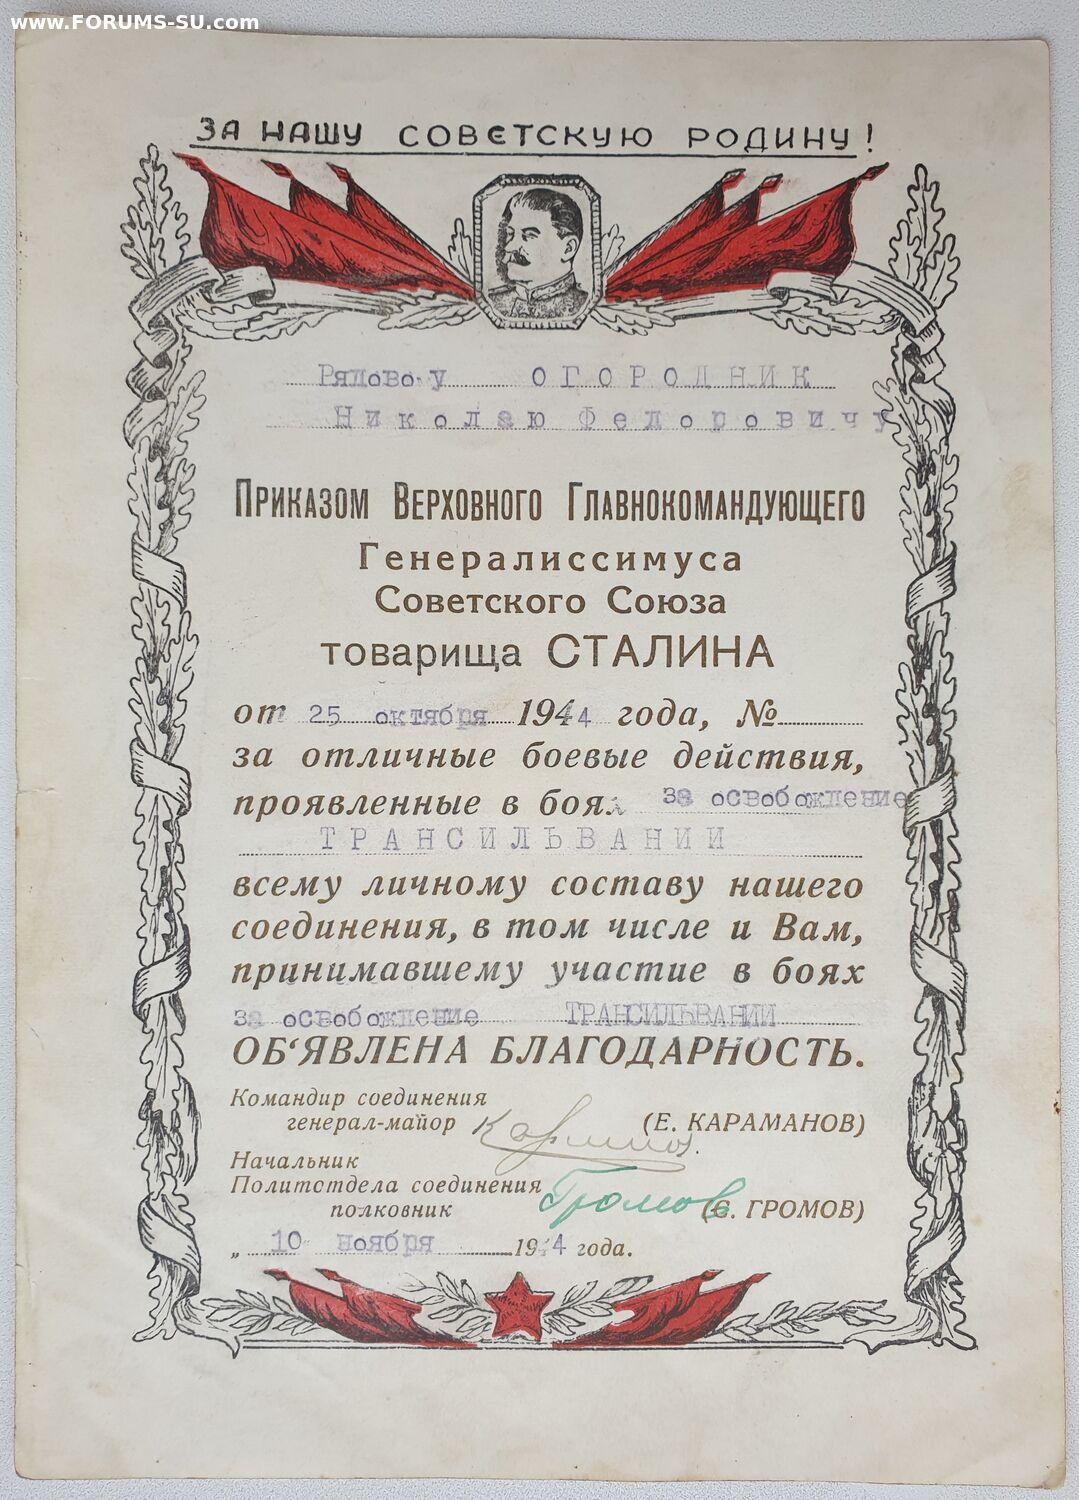 www.FORUMS-SU.com
ЗА НАШУ СОВЕТСКУЮ РОДИНУ!
Рядовому ОГОРОДНИК
Николаю Федоровичу
ПРИКАЗОМ ВЕРХОВНОГО ГЛАВНОКОМАНДУЮЩЕГО
Генералиссимуса
Советского Союза
товарища СТАЛИНА
от 25 октября 1944 года, №
за отличные боевые действия,
проявленные в боях за освобождение
ТРАНСИЛЬВАНИИ
всему личному составу нашего
соединения, в том числе и Вам,
принимавшему участие в боях
за освобождение ТРАНСИЛЬВАНИИ
ОБ‘ЯВЛЕНА БЛАГОДАРНОСТЬ.
Командир соединения
генерал-майор (Е. КАРАМАНОВ)
Начальник
Политотдела соединения
полковник Громов (С. ГРОМОВ)
„ 10 ноября 1944 года.